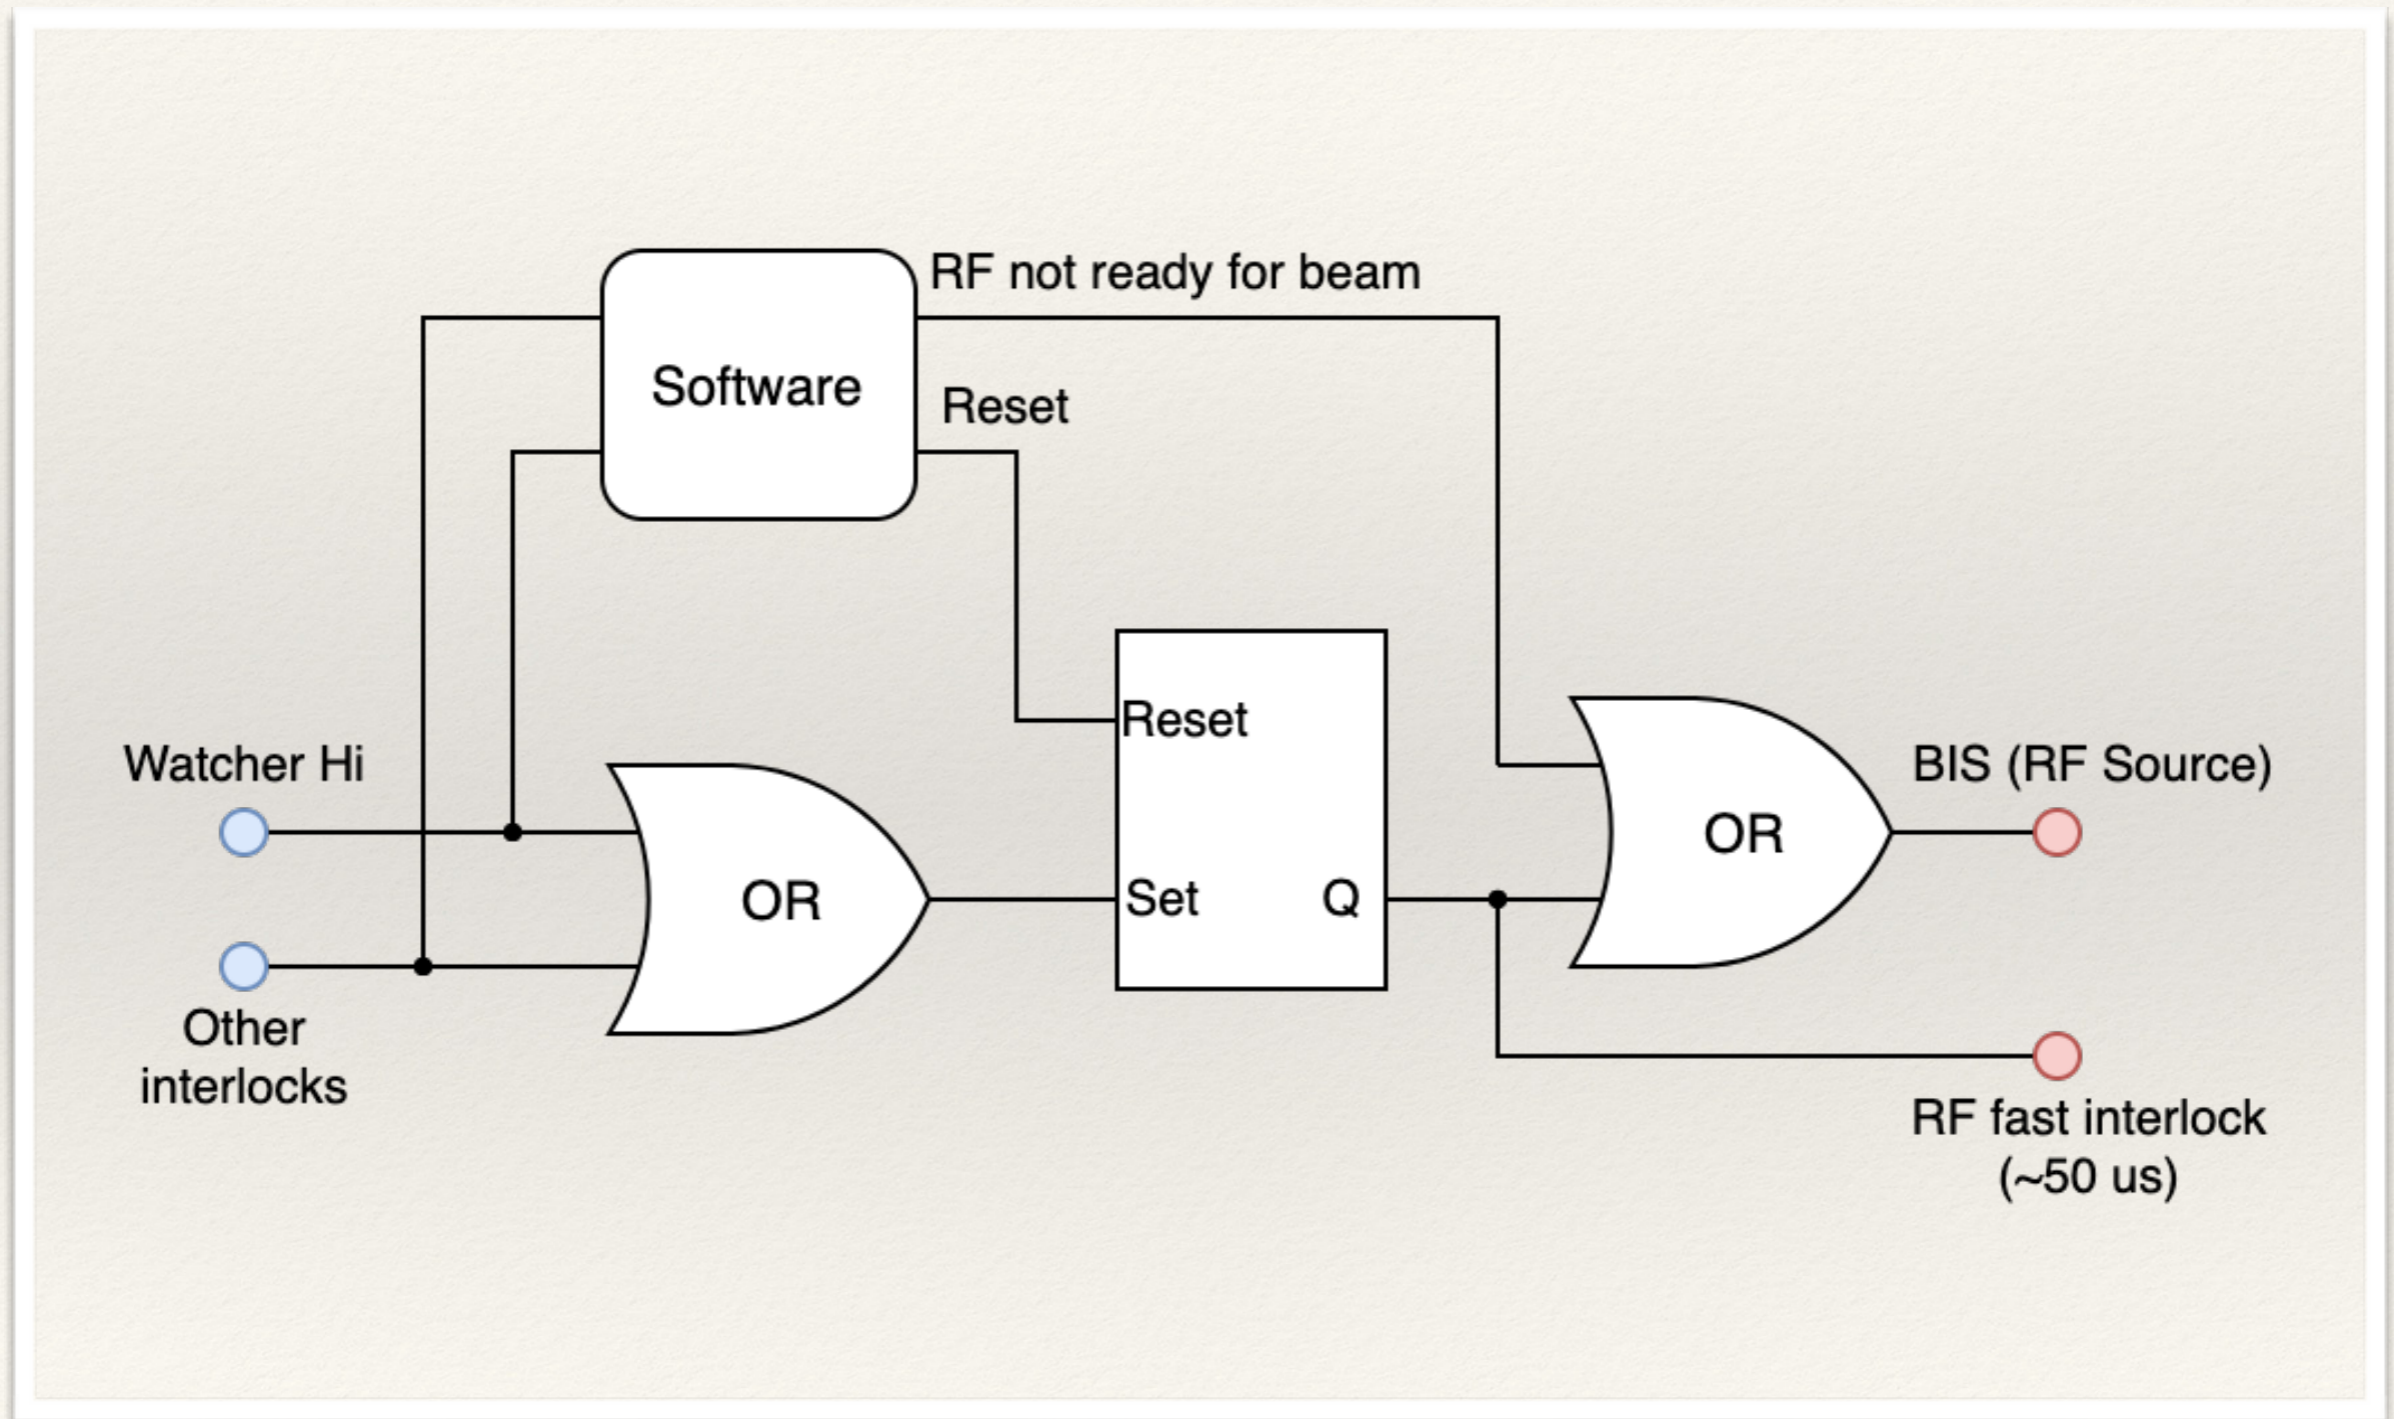 RF not ready for beam
Software
Reset
Reset
Watcher Hi
BIS (RF Source)
OR
OR
Set
Q
Other
interlocks
RF fast interlock
(~50 us)